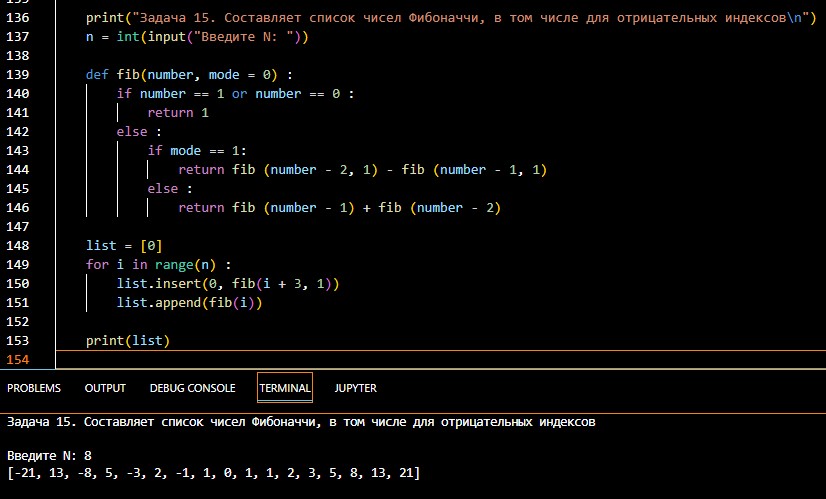 135
136 print("Задача 15. Составляет список чисел Фибоначчи, в том числе для отрицательных индексов\n")
137 n = int(input("Введите N: "))
138
139 def fib(number, mode = 0) :
140 if number == 1 or number == 0 :
141 return 1
142 else :
143 if mode == 1:
144 return fib (number - 2, 1) - fib (number - 1, 1)
145 else :
146 return fib (number - 1) + fib (number - 2)
147
148 list = [0]
149 for i in range(n) :
150 list.insert(0, fib(i + 3, 1))
151 list.append(fib(i))
152
153 print(list)
154
PROBLEMS OUTPUT DEBUG CONSOLE TERMINAL JUPYTER
Задача 15. Составляет список чисел Фибоначчи, в том числе для отрицательных индексов
Введите N: 8
[-21, 13, -8, 5, -3, 2, -1, 1, 0, 1, 1, 2, 3, 5, 8, 13, 21]